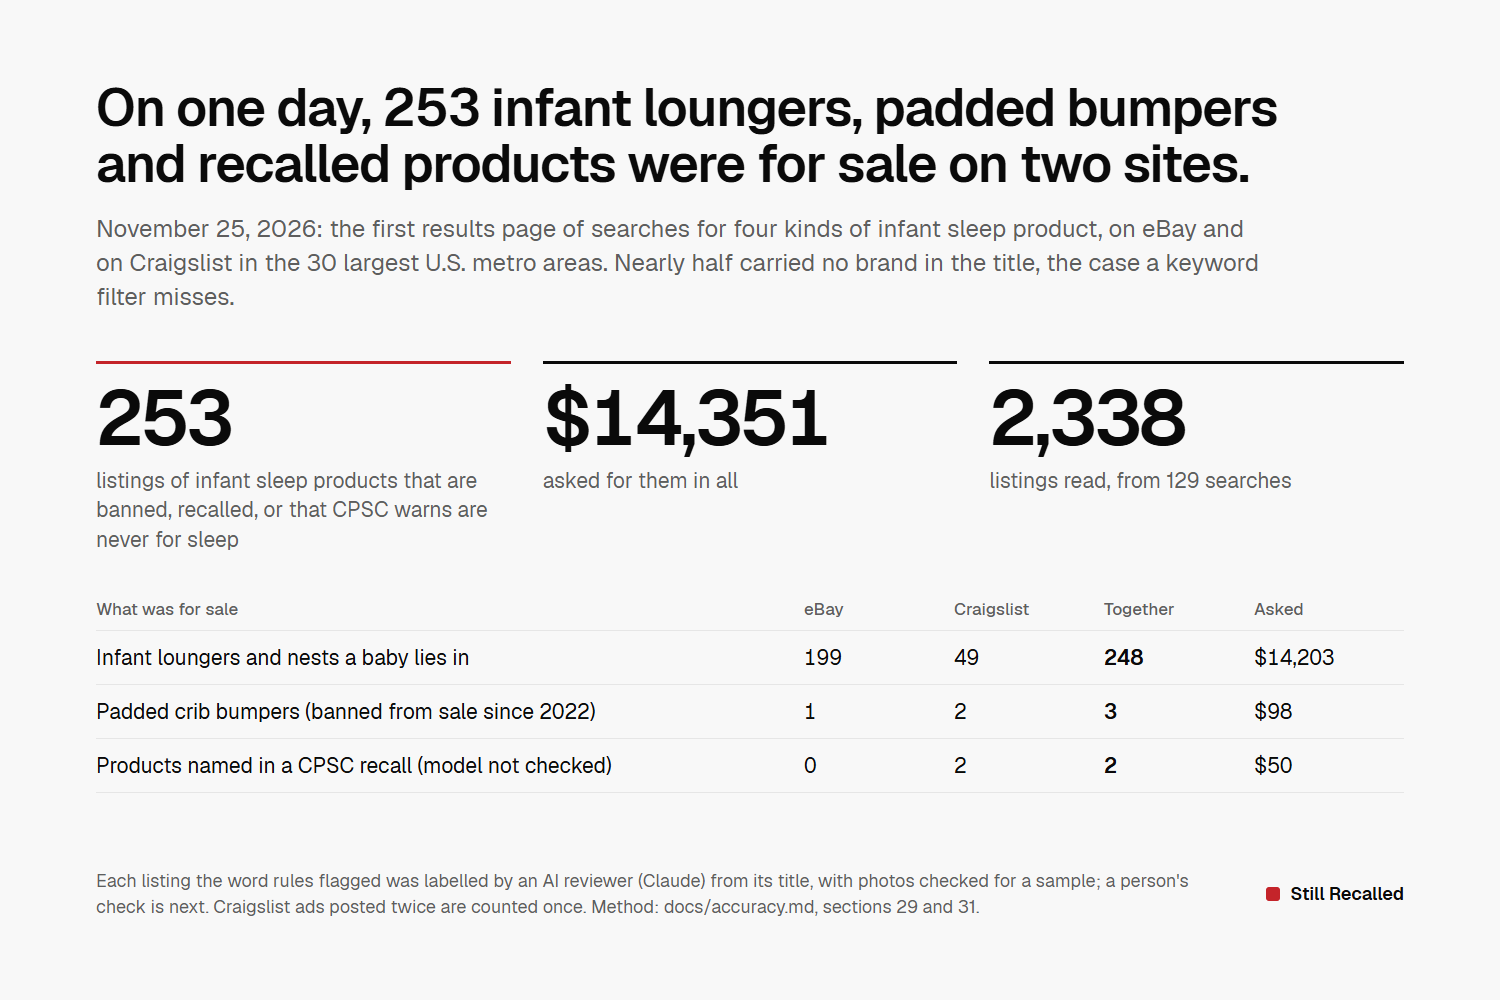 On one day, 253 infant loungers, padded bumpers
and recalled products were for sale on two sites.
November 25, 2026: the first results page of searches for four kinds of infant sleep product, on eBay and
on Craigslist in the 30 largest U.S. metro areas. Nearly half carried no brand in the title, the case a keyword
filter misses.
253
listings of infant sleep products that are
banned, recalled, or that CPSC warns are
never for sleep
$14,351
asked for them in all
2,338
listings read, from 129 searches
What was for sale eBay Craigslist Together Asked
Infant loungers and nests a baby lies in 199 49 248 $14,203
Padded crib bumpers (banned from sale since 2022) 1 2 3 $98
Products named in a CPSC recall (model not checked) 0 2 2 $50
Each listing the word rules flagged was labelled by an AI reviewer (Claude) from its title, with photos checked for a sample; a person's
check is next. Craigslist ads posted twice are counted once. Method: docs/accuracy.md, sections 29 and 31.
Still Recalled